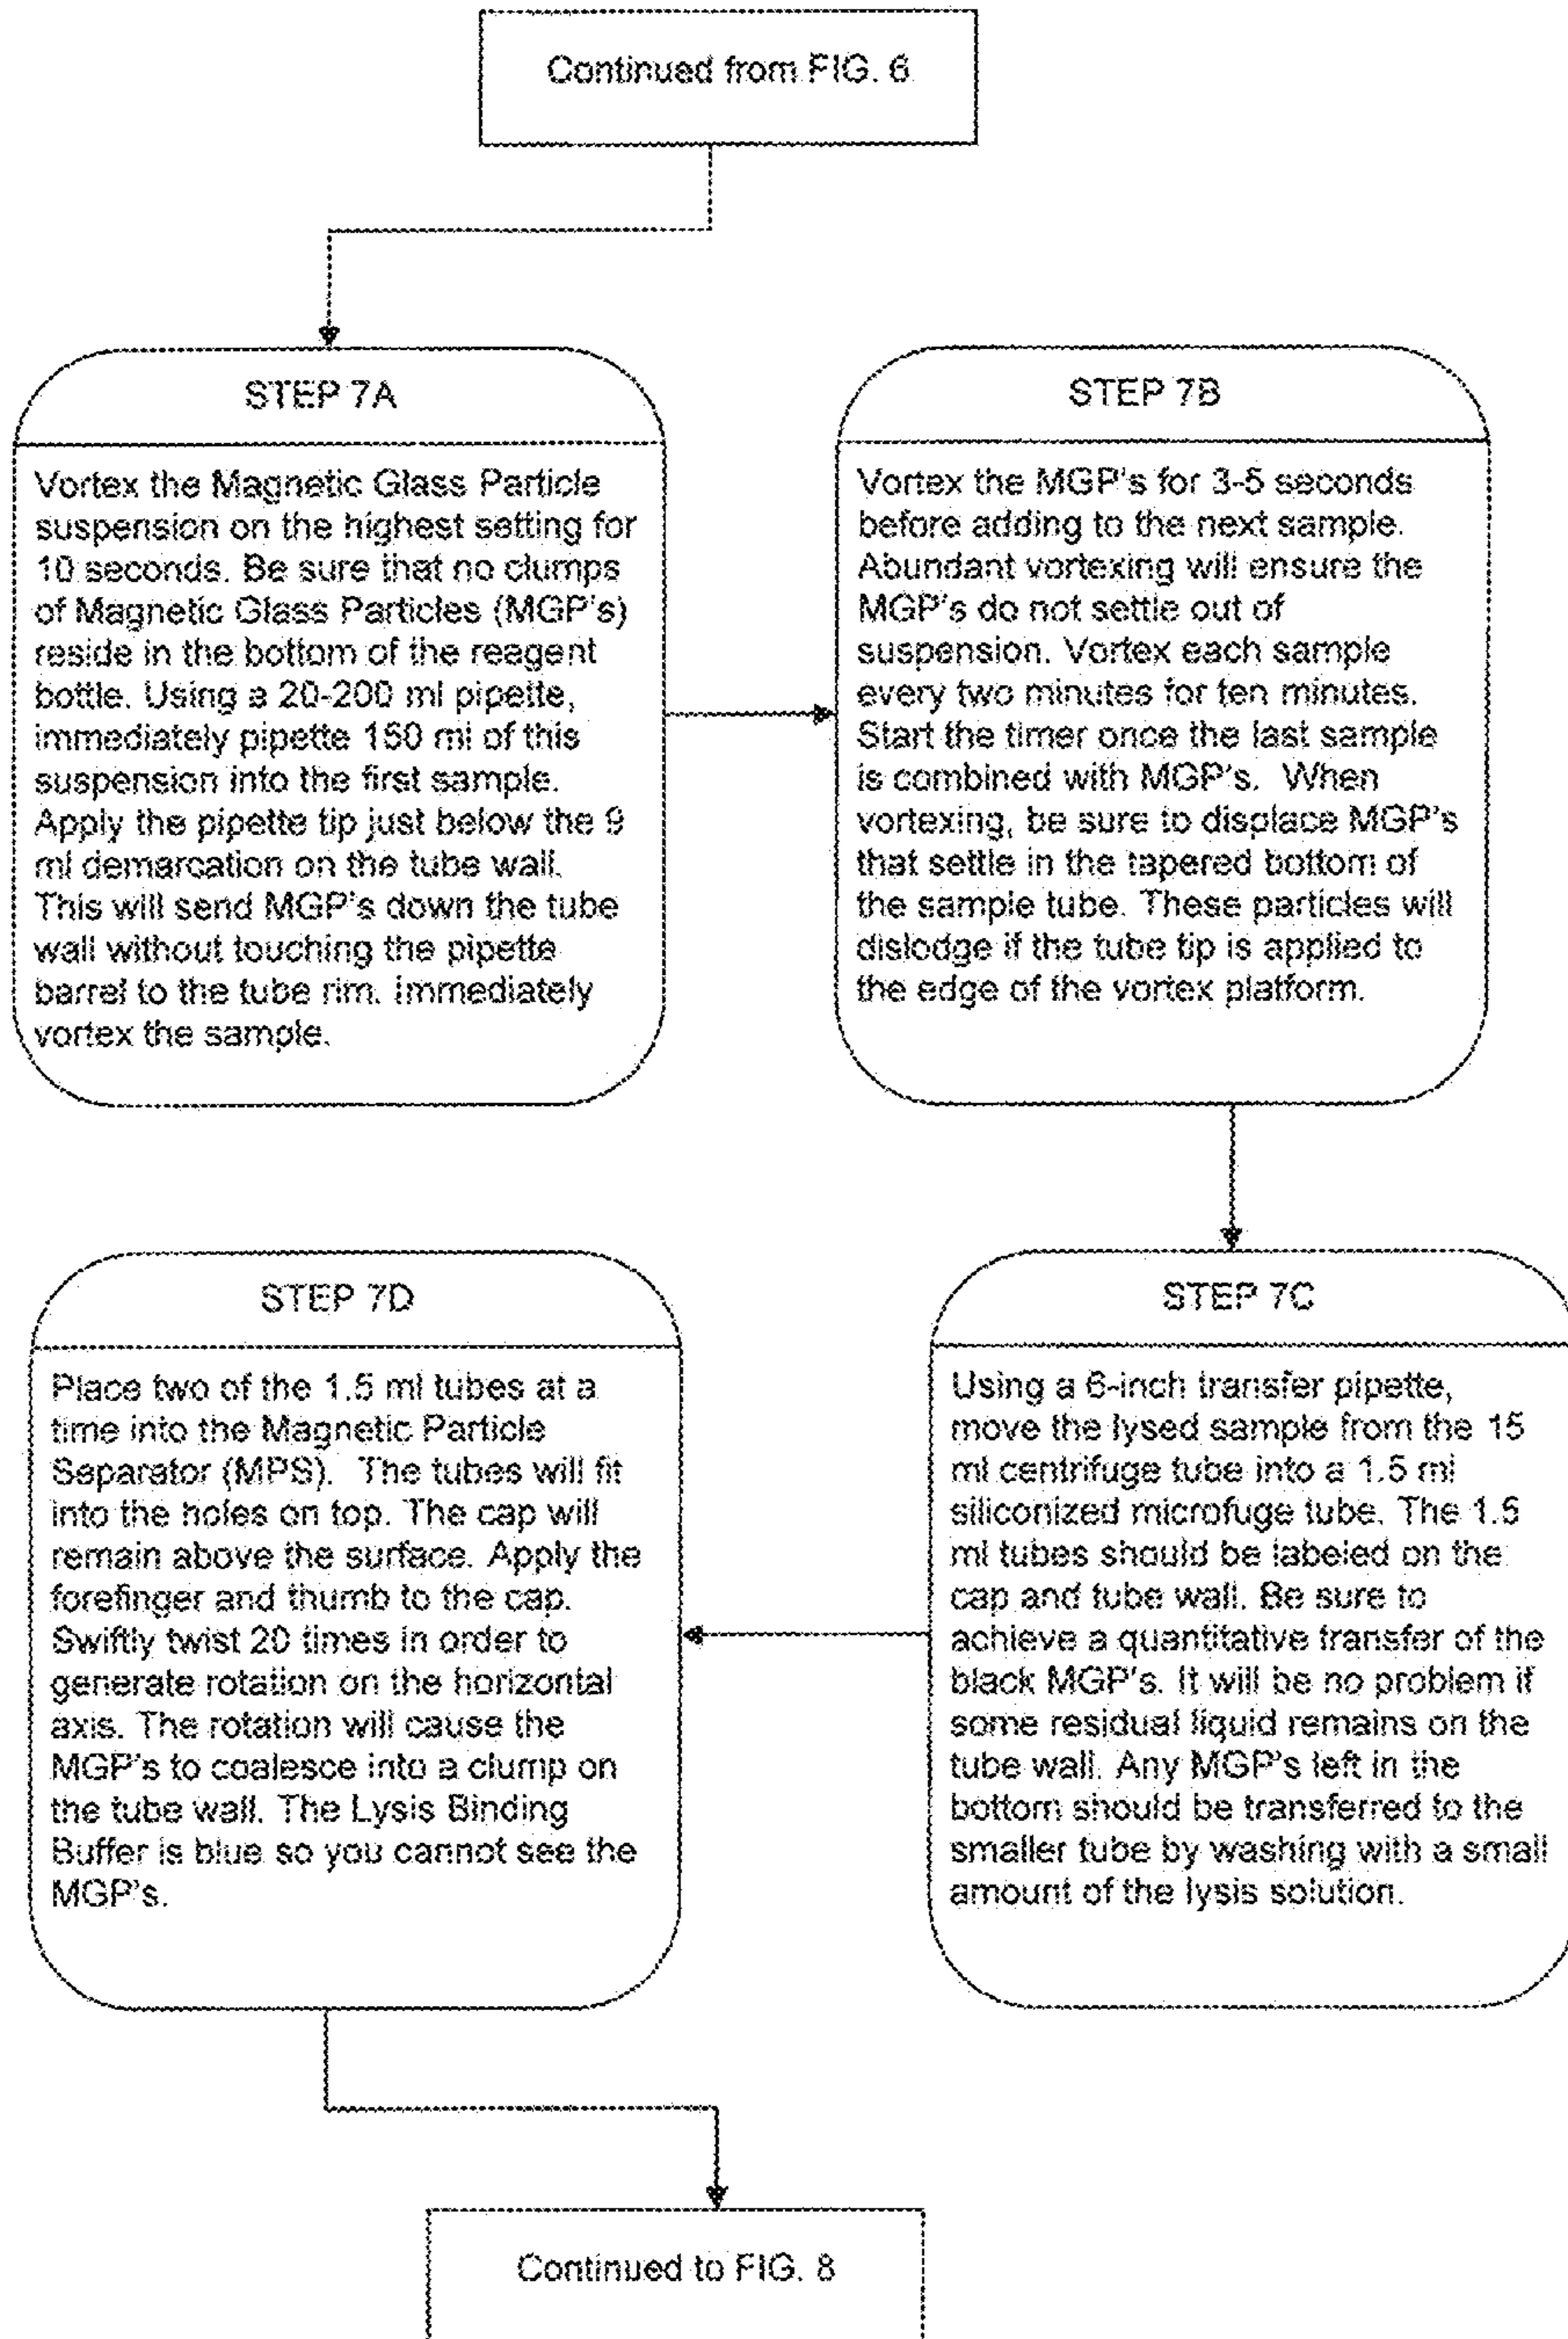 Continued from FIG. 6
STEP 7A
Vortex the Magnetic Glass Particle
suspension on the highest setting for
10 seconds. Be sure that no clumps
of Magnetic Glass Particles (MGP's)
reside in the bottom of the reagent
bottle. Using a 20-200 ml pipette,
immediately pipette 150 ml of this
suspension into the first sample.
Apply the pipette tip just below the 9
ml demarcation on the tube wall.
This will send MGP's down the tube
wall without touching the pipette
barrel to the tube rim. Immediately
vortex the sample.
STEP 7B
Vortex the MGP's for 3-5 seconds
before adding to the next sample.
Abundant vortexing will ensure the
MGP's do not settle out of
suspension. Vortex each sample
every two minutes for ten minutes.
Start the timer once the last sample
is combined with MGP's. When
vortexing, be sure to displace MGP's
that settle in the tapered bottom of
the sample tube. These particles will
dislodge if the tube tip is applied to
the edge of the vortex platform.
STEP 7C
Using a 6-inch transfer pipette,
move the lysed sample from the 15
ml centrifuge tube into a 1.5 ml
siliconized microfuge tube. The 1.5
ml tubes should be labeled on the
cap and tube wall. Be sure to
achieve a quantitative transfer of the
black MGP's. It will be no problem if
some residual liquid remains on the
tube wall. Any MGP's left in the
bottom should be transferred to the
smaller tube by washing with a small
amount of the lysis solution.
STEP 7D
Place two of the 1.5 ml tubes at a
time into the Magnetic Particle
Separator (MPS). The tubes will fit
into the holes on top. The cap will
remain above the surface. Apply the
forefinger and thumb to the cap.
Swiftly twist 20 times in order to
generate rotation on the horizontal
axis. The rotation will cause the
MGP's to coalesce into a clump on
the tube wall. The Lysis Binding
Buffer is blue so you cannot see the
MGP's.
Continued to FIG. 8